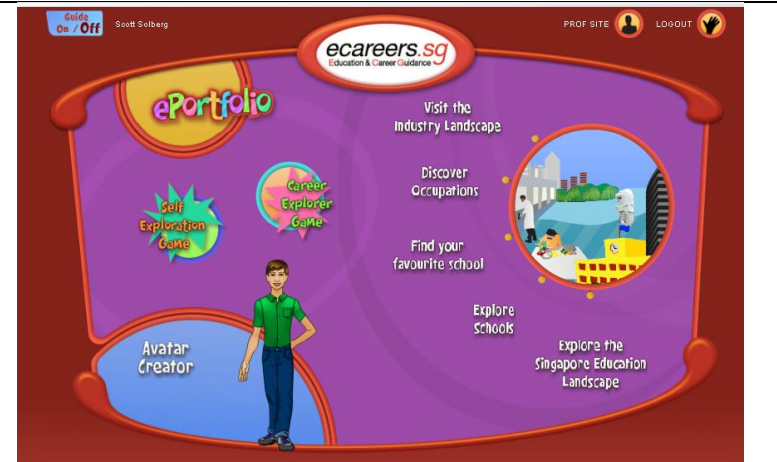 Guide
On / Off
Scott Solberg
PROF SITE
LOGOUT
ecareers.sg
Education & Career Guidance
ePortfolio
Visit the
Industry Landscape
Discover
Occupations
Career
Explorer
Game
Self
Exploration
Game
Find your
favourite school
Explore
Schools
Avatar
Creator
Explore the
Singapore Education
Landscape